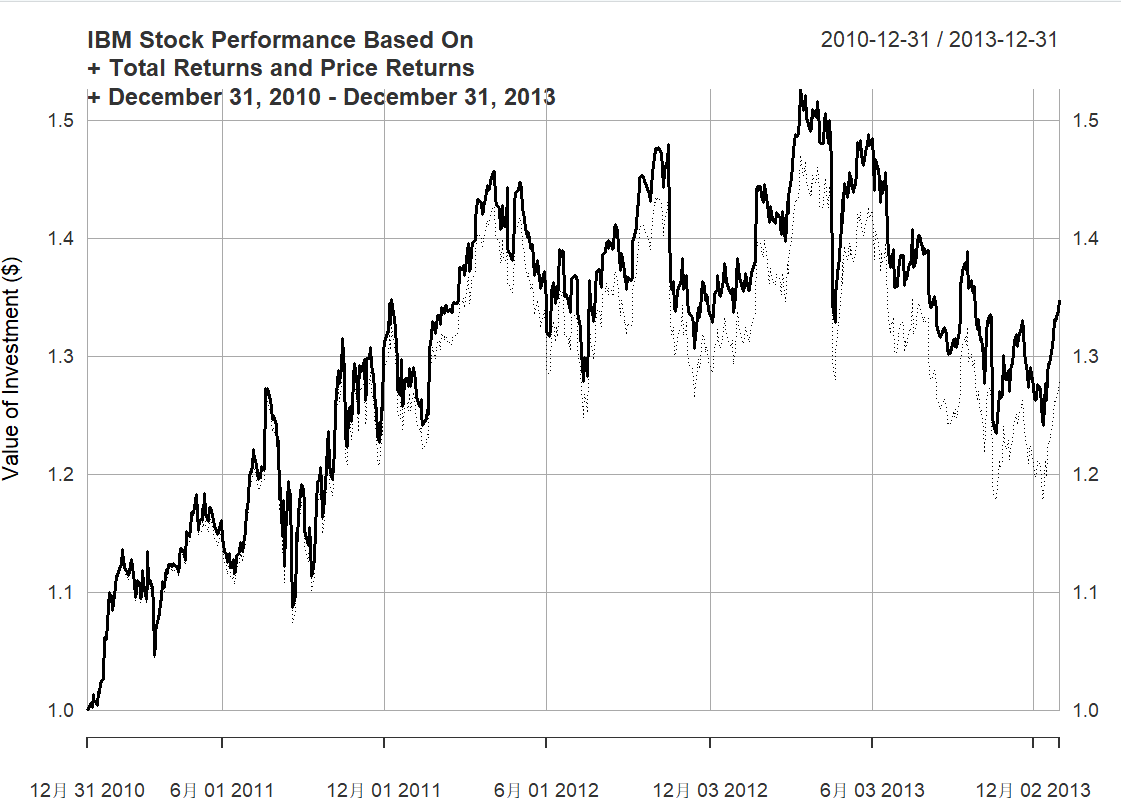 IBM Stock Performance Based On
+ Total Returns and Price Returns
+ December 31, 2010 - December 31, 2013
2010-12-31 / 2013-12-31
Value of Investment ($)
1.5
1.4
1.3
1.2
1.1
1.0
1.5
1.4
1.3
1.2
1.1
1.0
12月 31 2010
6月 01 2011
12月 01 2011
6月 01 2012
12月 03 2012
6月 03 2013
12月 02 2013